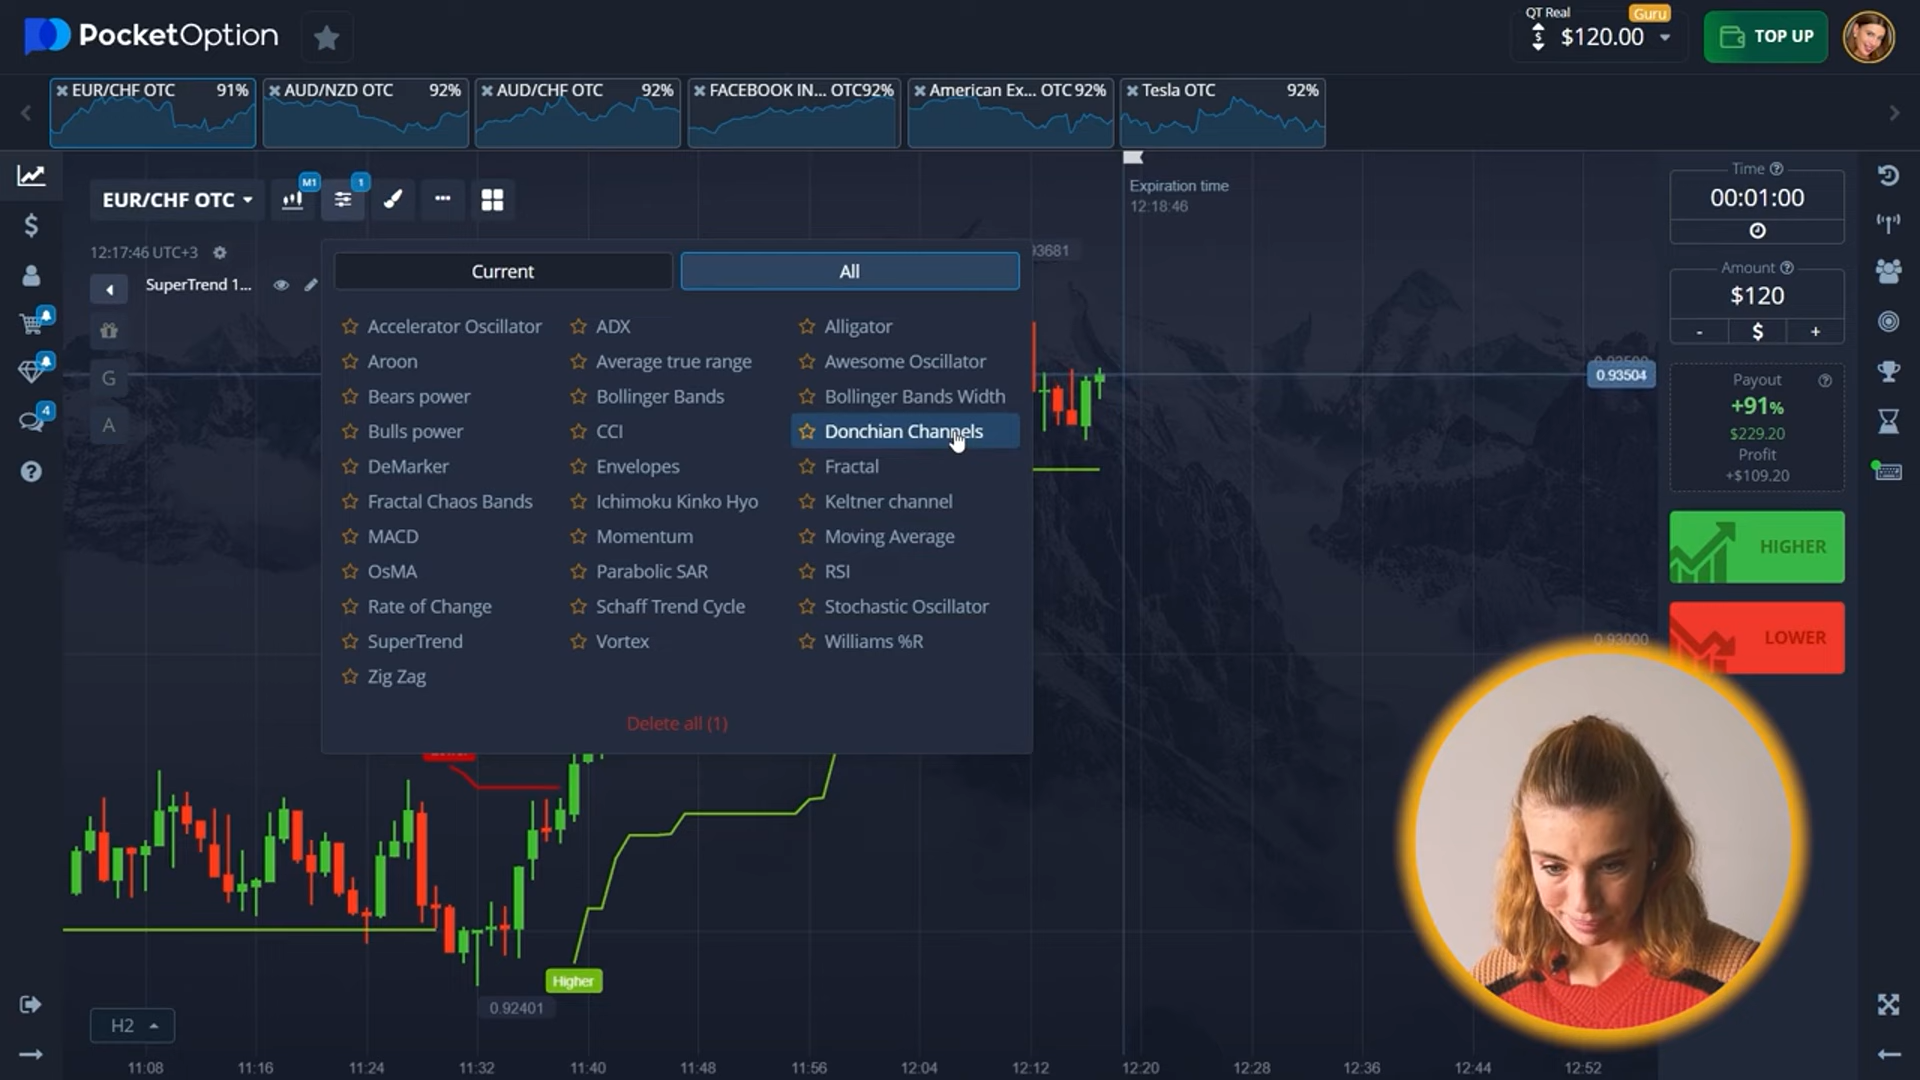 PocketOption
QT Real
Guru
$120.00
TOP UP
EUR/CHF OTC 91%
AUD/NZD OTC 92%
AUD/CHF OTC 92%
FACEBOOK IN... OTC92%
American Ex... OTC 92%
Tesla OTC 92%
EUR/CHF OTC
M1
1
Expiration time
12:18:46
Time
00:01:00
12:17:46 UTC+3
SuperTrend 1...
Current
All
Accelerator Oscillator
ADX
Alligator
Aroon
Average true range
Awesome Oscillator
Bears power
Bollinger Bands
Bollinger Bands Width
Bulls power
CCI
Donchian Channels
DeMarker
Envelopes
Fractal
Fractal Chaos Bands
Ichimoku Kinko Hyo
Keltner channel
MACD
Momentum
Moving Average
OsMA
Parabolic SAR
RSI
Rate of Change
Schaff Trend Cycle
Stochastic Oscillator
SuperTrend
Vortex
Williams %R
Zig Zag
Delete all (1)
G
A
4
3681
0.93504
0.93000
Amount
$120
- $ +
Payout
+91%
$229.20
Profit
+$109.20
HIGHER
LOWER
Higher
0.92401
H2
11:08 11:16 11:24 11:32 11:40 11:48 11:56 12:04 12:12 12:20 12:28 12:36 12:44 12:52